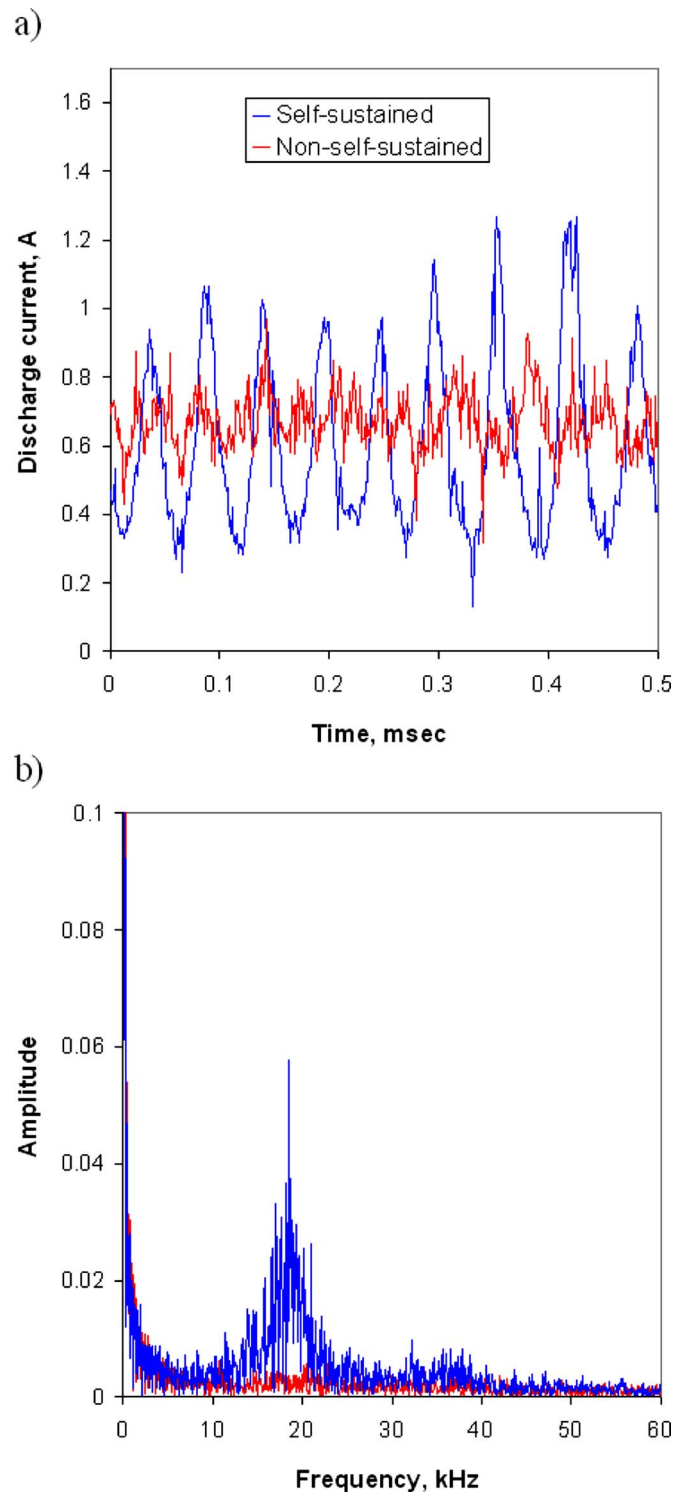 a)
1.6
1.4
1.2
1
0.8
0.6
0.4
0.2
0
Discharge current, A
Self-sustained
Non-self-sustained
0 0.1 0.2 0.3 0.4 0.5
Time, msec
b)
0.1
0.08
0.06
0.04
0.02
0
Amplitude
0 10 20 30 40 50 60
Frequency, kHz